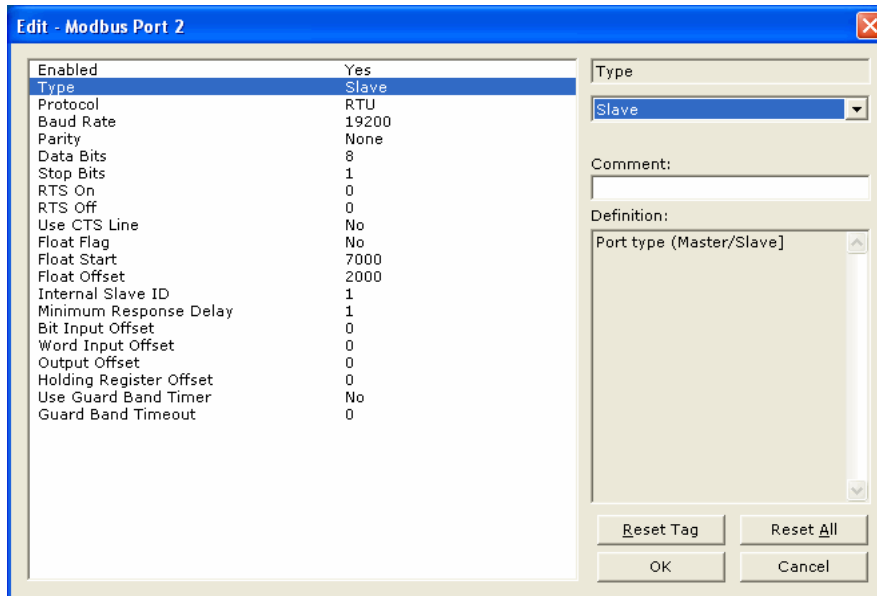 Edit - Modbus Port 2
Enabled Yes
Type Slave
Protocol RTU
Baud Rate 19200
Parity None
Data Bits 8
Stop Bits 1
RTS On 0
RTS Off 0
Use CTS Line No
Float Flag No
Float Start 7000
Float Offset 2000
Internal Slave ID 1
Minimum Response Delay 1
Bit Input Offset 0
Word Input Offset 0
Output Offset 0
Holding Register Offset 0
Use Guard Band Timer No
Guard Band Timeout 0
Type
Slave
Comment:
Definition:
Port type (Master/Slave]
Reset Tag Reset All
OK Cancel